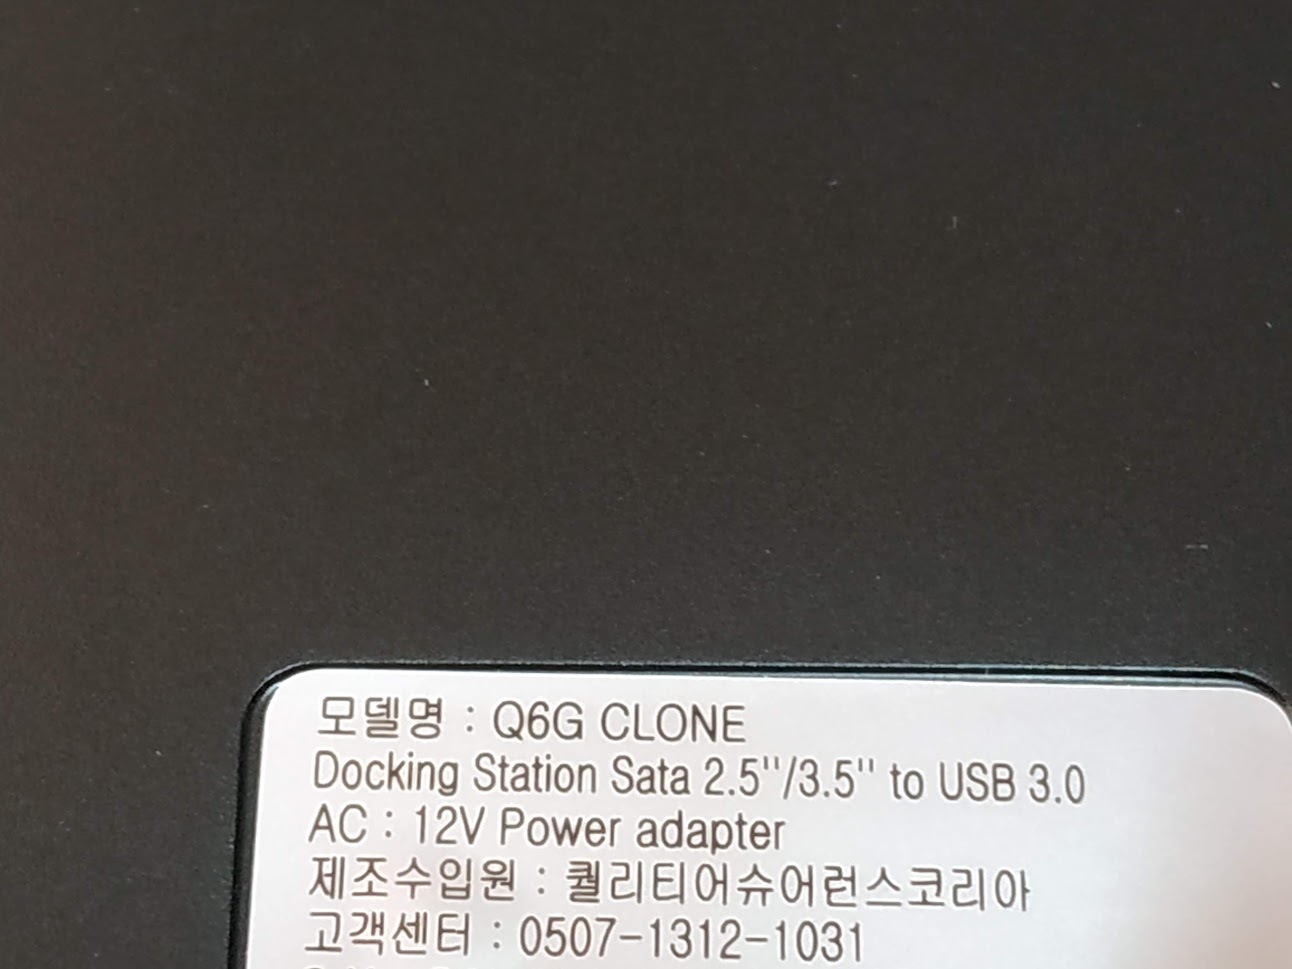 모델명 : Q6G CLONE
Docking Station Sata 2.5"/3.5" to USB 3.0
AC : 12V Power adapter
제조수입원 : 퀄리티어슈어런스코리아
고객센터 : 0507-1312-1031